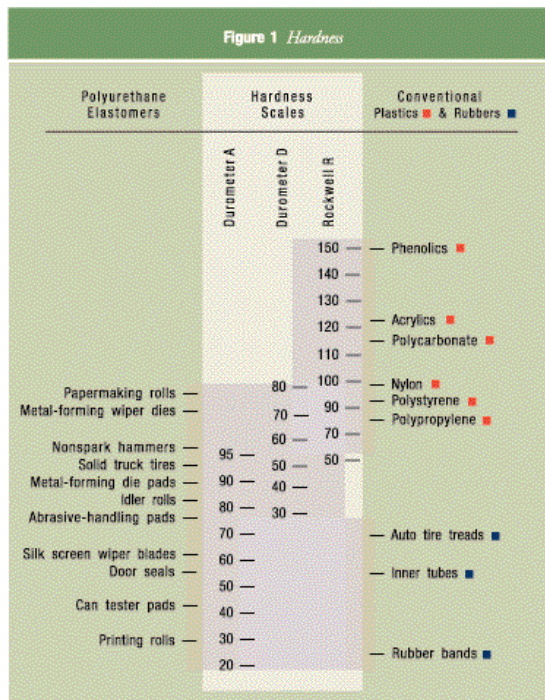 Figure 1 Hardness
Polyurethane
Elastomers
Hardness
Scales
Conventional
Plastics & Rubbers
Durometer A
Durometer D
Rockwell R
150
Phenolics
140
130
120
Acrylics
110
Polycarbonate
Papermaking rolls
80
100
Nylon
Metal-forming wiper dies
70
90
Polystyrene
Nonspark hammers
60
70
Polypropylene
Solid truck tires
95
50
50
Metal-forming die pads
90
40
Idler rolls
80
30
Abrasive-handling pads
70
Auto tire treads
Silk screen wiper blades
60
Door seals
50
Inner tubes
Can tester pads
40
Printing rolls
30
20
Rubber bands